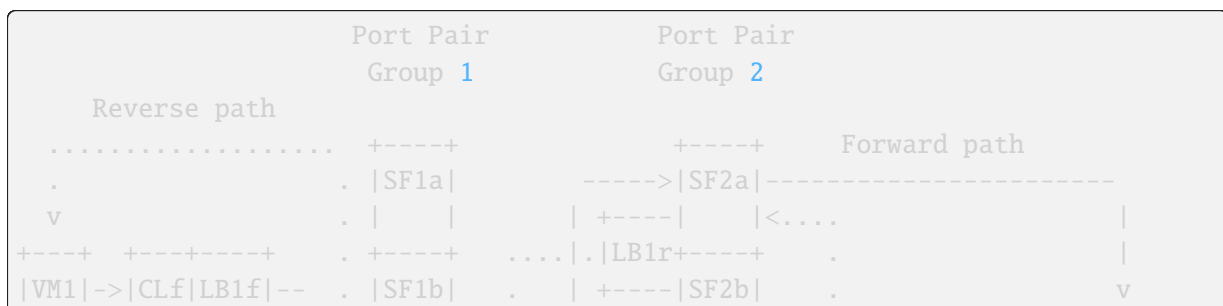 Port Pair           Port Pair
                       Group 1            Group 2
     Reverse path
  ...................  +----+              +----+     Forward path
  .                  . |SF1a|        ----->|SF2a|-----------------------
  v                  . |    |       | +----|    |<....                  |
+---+  +---+----+    . +----+   ....|.|LB1r+----+     .                 |
|VM1|->|CLf|LB1f|--  . |SF1b|   .   | +----|SF2b|     .                 v